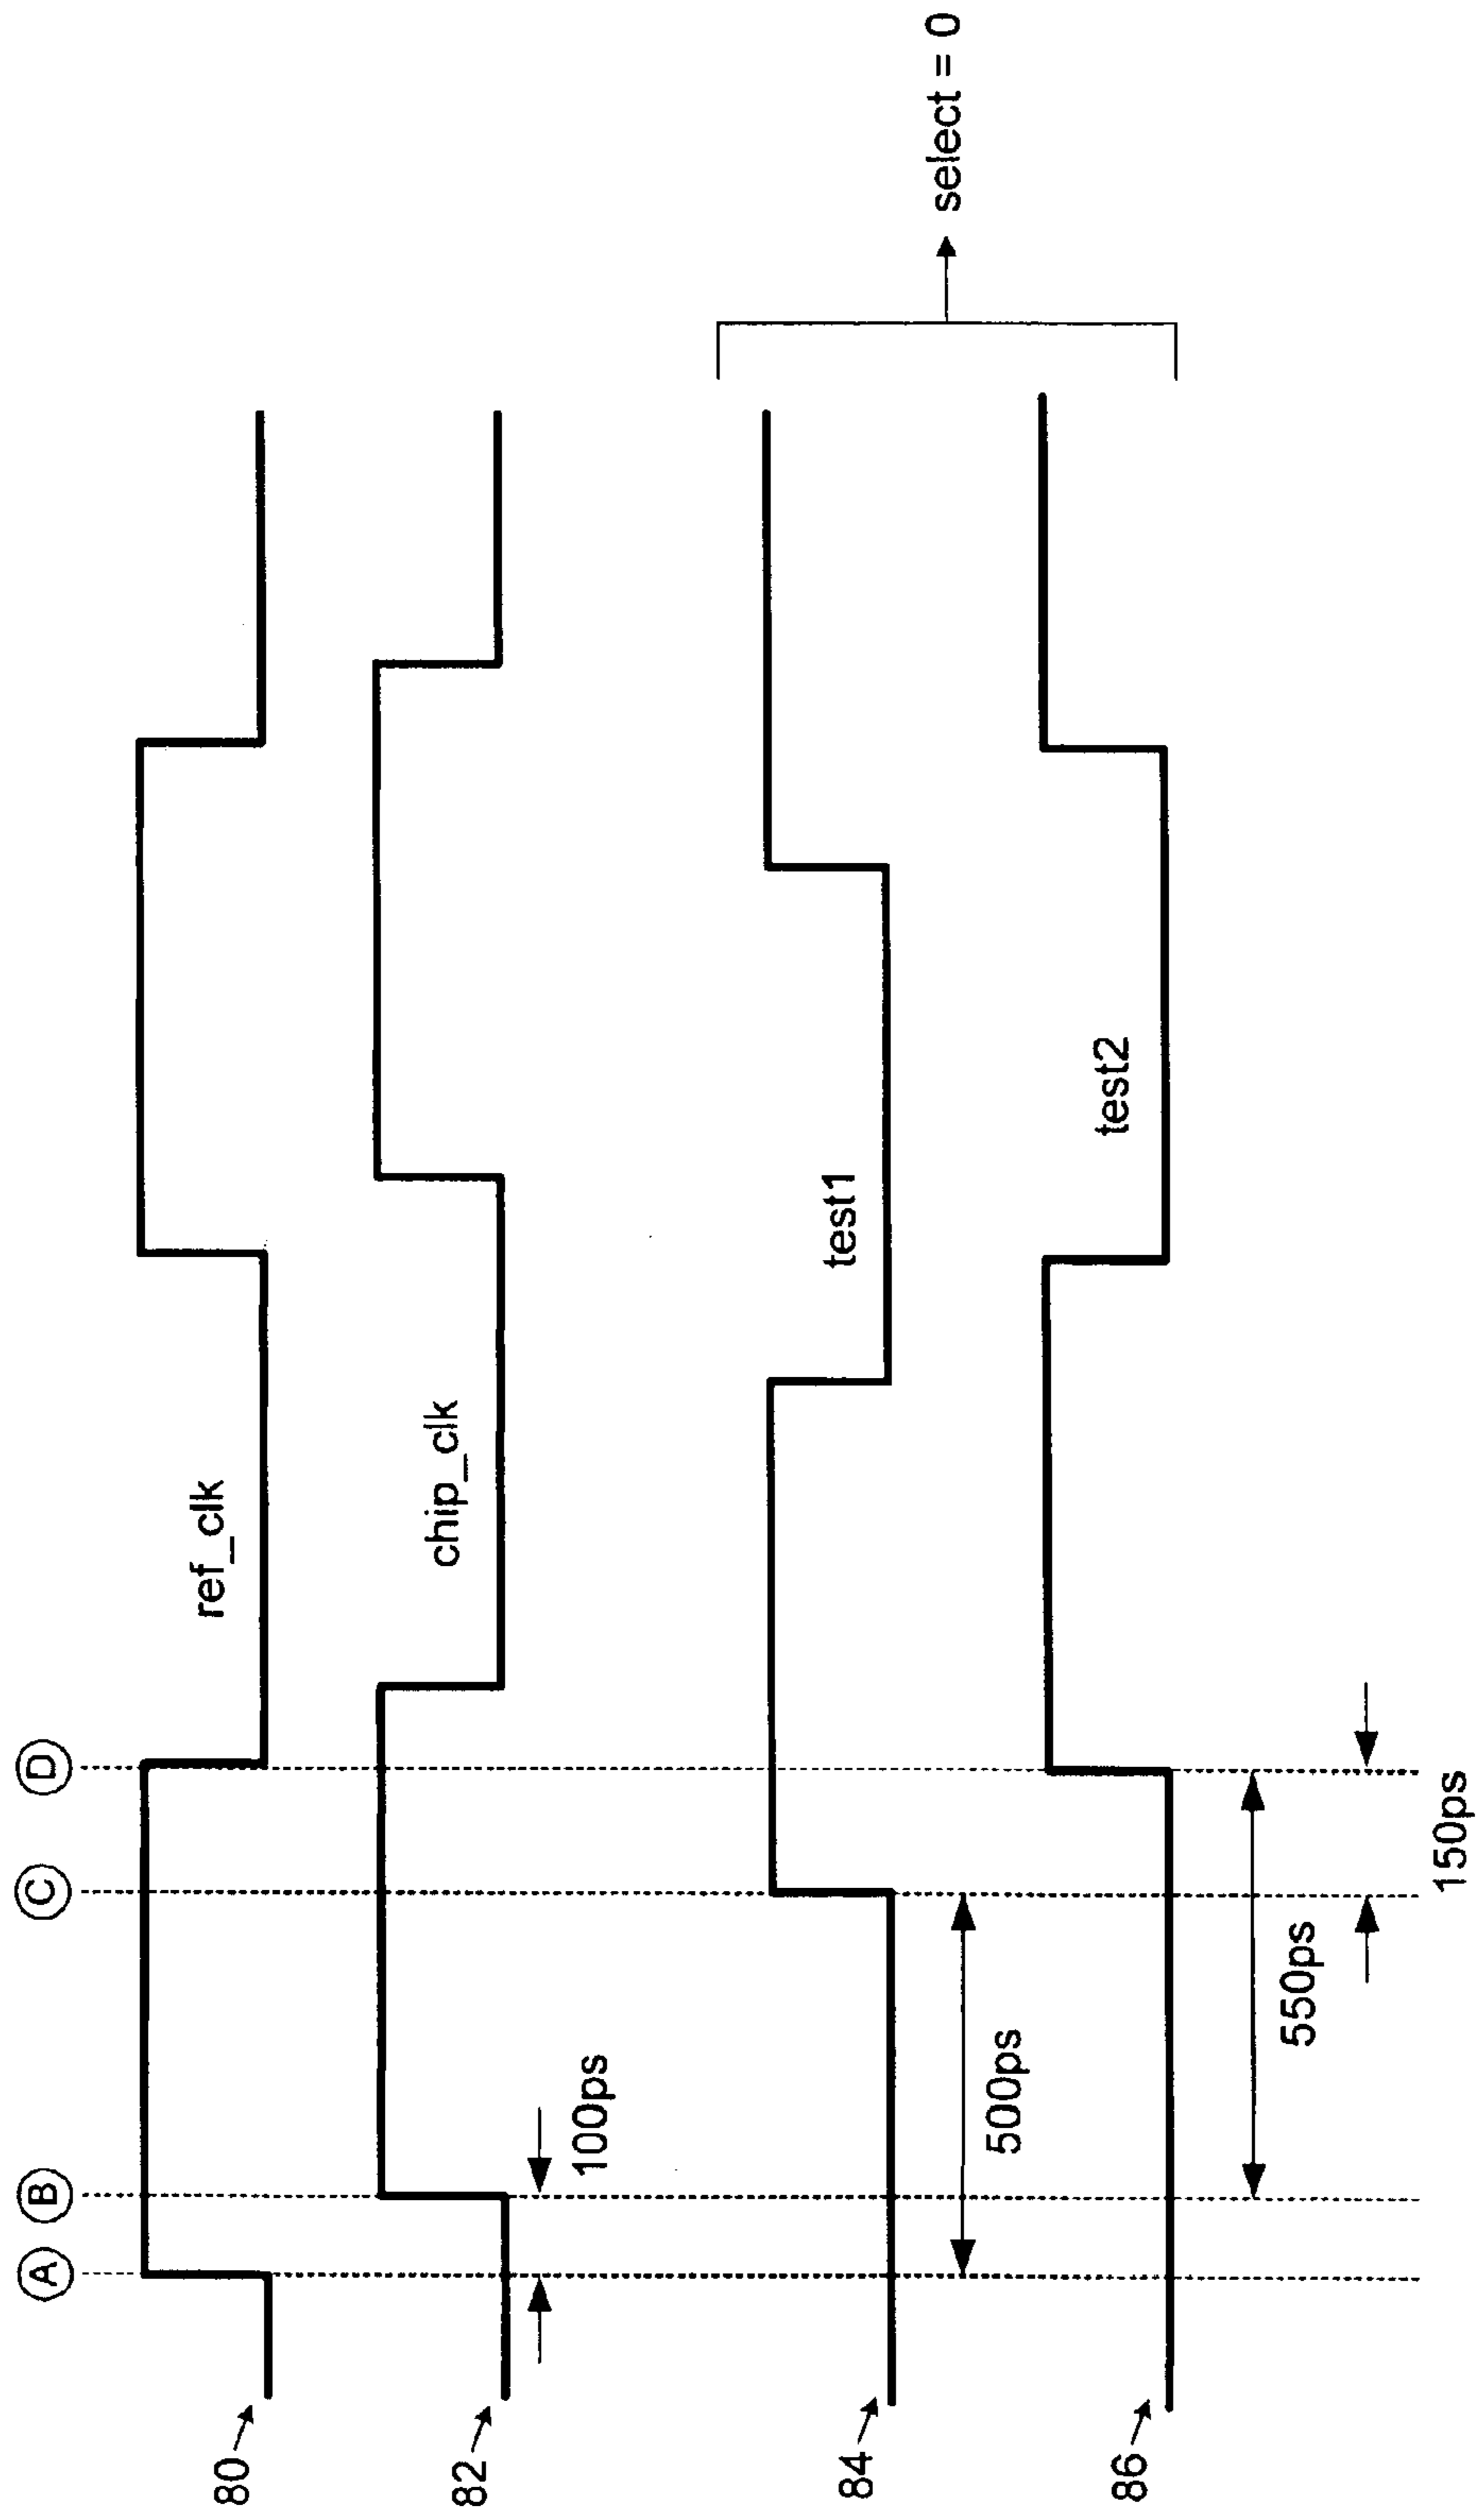 A B C D
80
ref_clk
82
chip_clk
100ps
84
test1
select = 0
500ps
86
test2
550ps
150ps